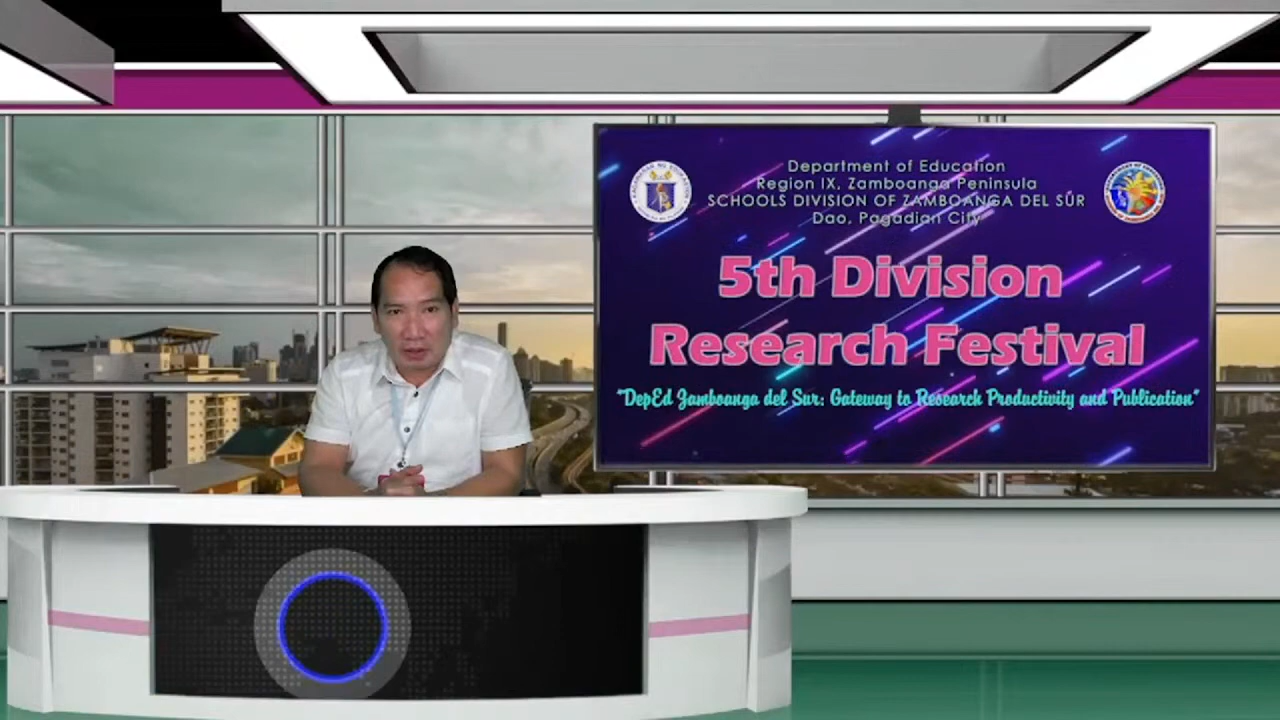 Department of Education
Region IX, Zamboanga Peninsula
SCHOOLS DIVISION OF ZAMBOANGA DEL SUR
Dao, Pagadian City
5th Division
Research Festival
"DepEd Zamboanga del Sur: Gateway to Research Productivity and Publication"